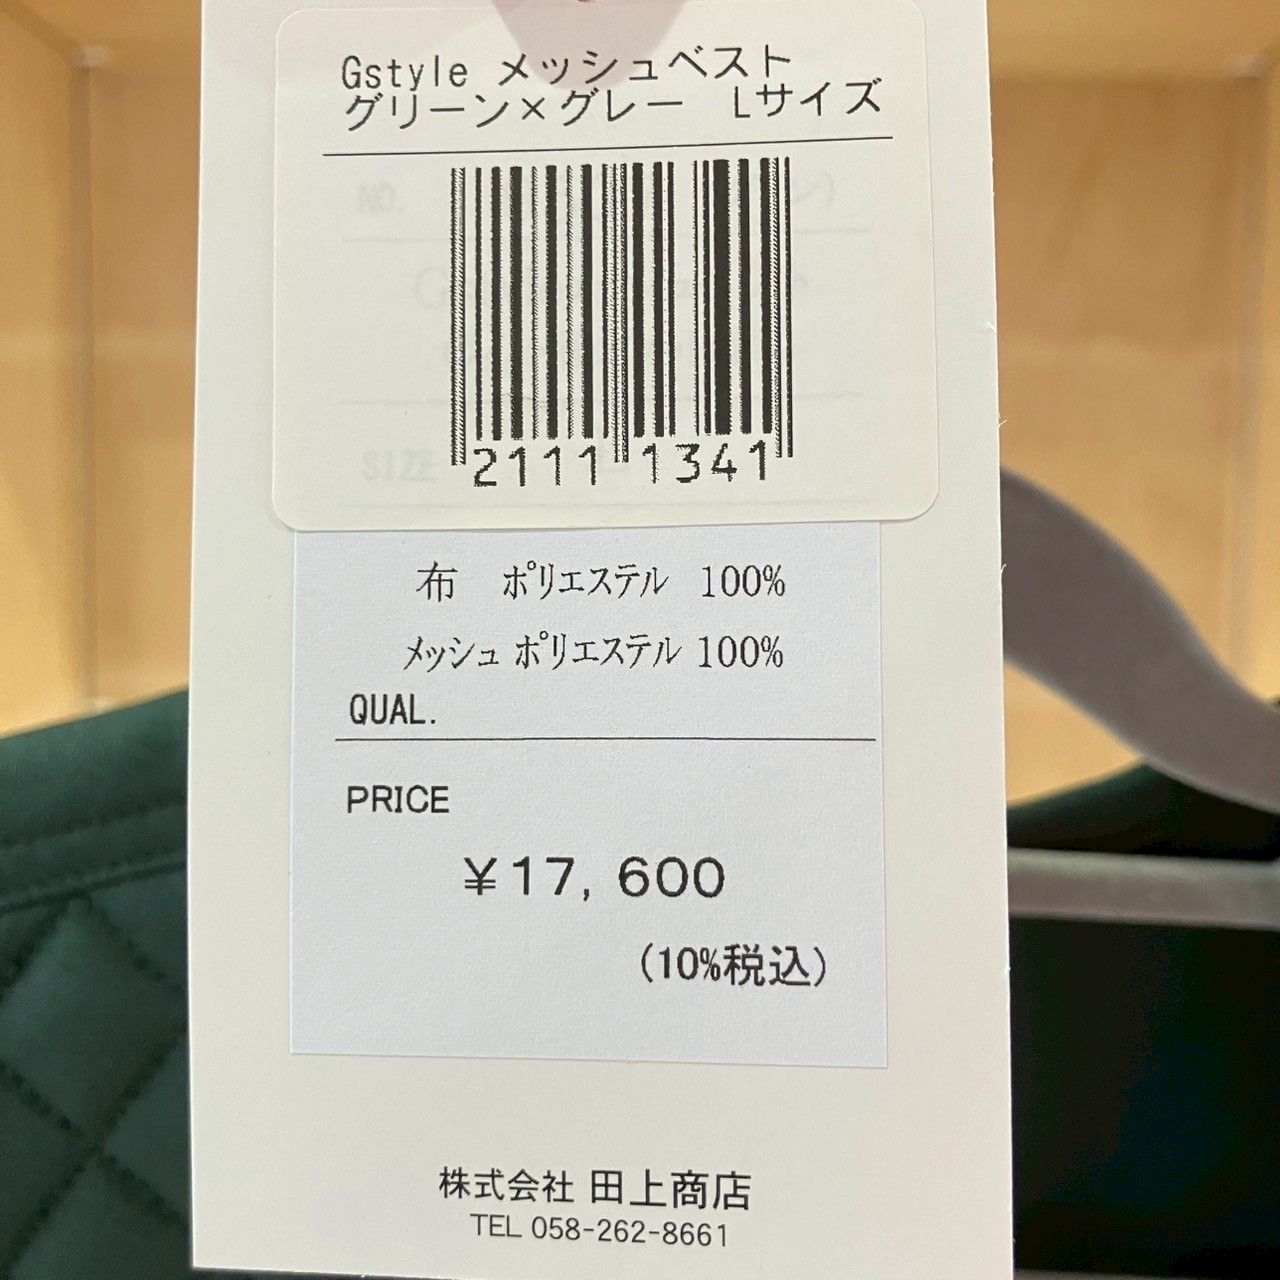 Gstyle メッシュベスト
グリーン×グレー　Lサイズ
NO.
SIZE
2111 1341
布　ポリエステル 100%
メッシュ ポリエステル 100%
QUAL.
PRICE
¥17,600
(10%税込)
株式会社 田上商店
TEL 058-262-8661